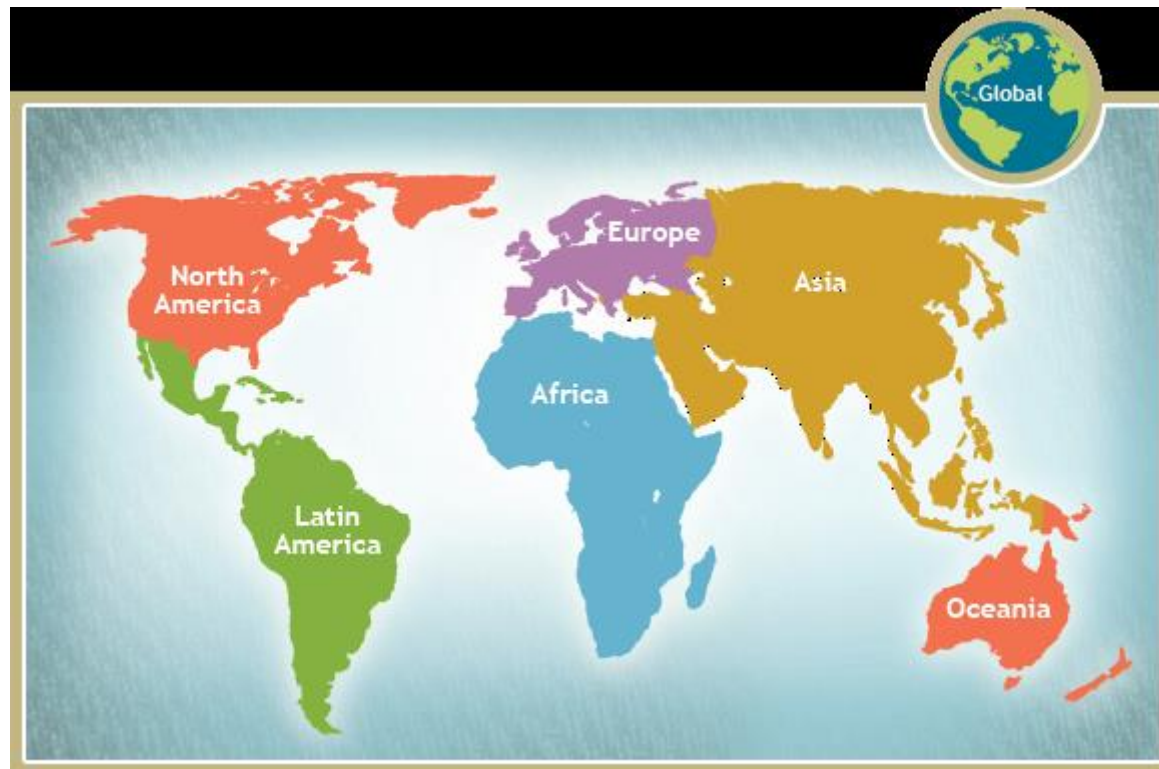 Global
Europe
North
America
Asia
Africa
Latin
America
Oceania